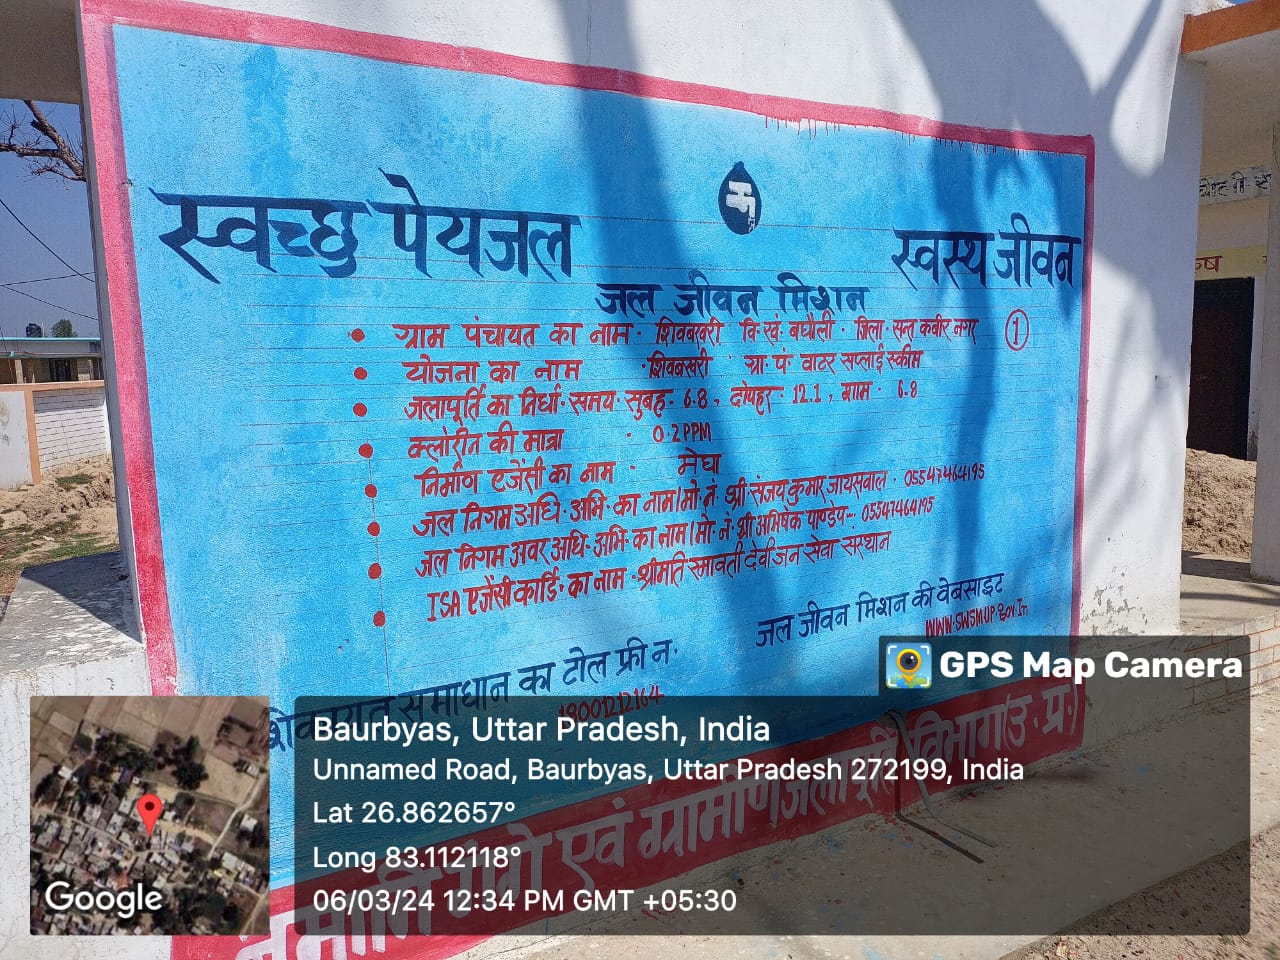 स्वच्छ पेयजल
स्वस्थ जीवन
जल जीवन मिशन
ग्राम पंचायत का नाम · शिवबखरी वि·खं· बघौली · जिला· सन्त कबीर नगर 1
योजना का नाम · शिवबखरी ग्रा· पं· वाटर सप्लाई स्कीम
जलापूर्ति का निर्धा· समय· सुबह· 6-8, दोपहर· 12.1, शाम · 6-8
क्लोरीन की मात्रा · 0.2PPM
निर्माण एजेंसी का नाम - मेघा
जल निगम अधि· अभि· का नाम/मो·नं· श्री संजय कुमार जायसवाल · 05547464195
जल निगम अवर अधि· अभि· का नाम/मो· नं· श्री अभिषेक पाण्डेय-- 05547464195
ISA एजेंसी कार्डि· का नाम · श्रीमति रमावती देवी जन सेवा संस्थान
शिकायत समाधान का टोल फ्री न·
18001212164
जल जीवन मिशन की वेबसाइट
WWW.SWSMUP.Gov.In
नमामि गंगे एवं ग्रामीण जलापूर्ति विभाग (उ· प्र·)
GPS Map Camera
Baurbyas, Uttar Pradesh, India
Unnamed Road, Baurbyas, Uttar Pradesh 272199, India
Lat 26.862657°
Long 83.112118°
06/03/24 12:34 PM GMT +05:30
Google